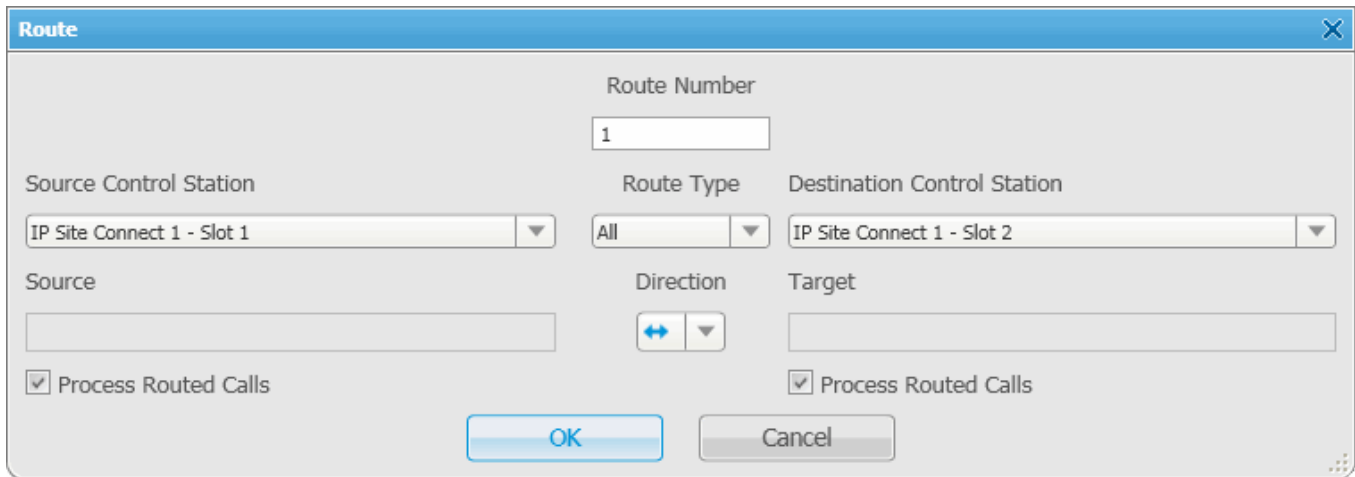 Route
Route Number
1
Source Control Station
Route Type
Destination Control Station
IP Site Connect 1 - Slot 1
All
IP Site Connect 1 - Slot 2
Source
Direction
Target
Process Routed Calls
Process Routed Calls
OK
Cancel